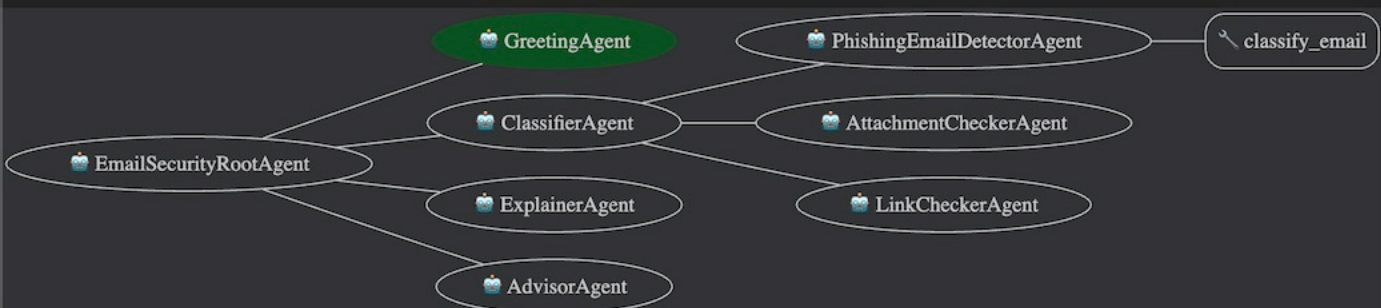 GreetingAgent
PhishingEmailDetectorAgent
classify_email
ClassifierAgent
AttachmentCheckerAgent
EmailSecurityRootAgent
ExplainerAgent
LinkCheckerAgent
AdvisorAgent